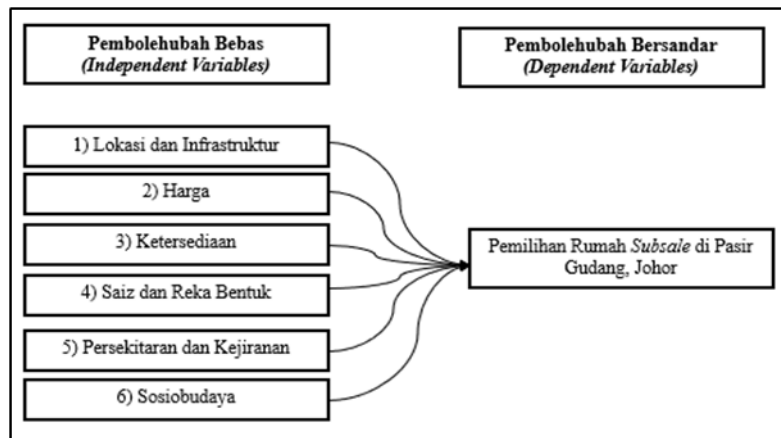 Pembolehubah Bebas
(Independent Variables)
Pembolehubah Bersandar
(Dependent Variables)
1) Lokasi dan Infrastruktur
2) Harga
3) Ketersediaan
4) Saiz dan Reka Bentuk
5) Persekitaran dan Kejiranan
6) Sosiobudaya
Pemilihan Rumah Subsale di Pasir
Gudang, Johor